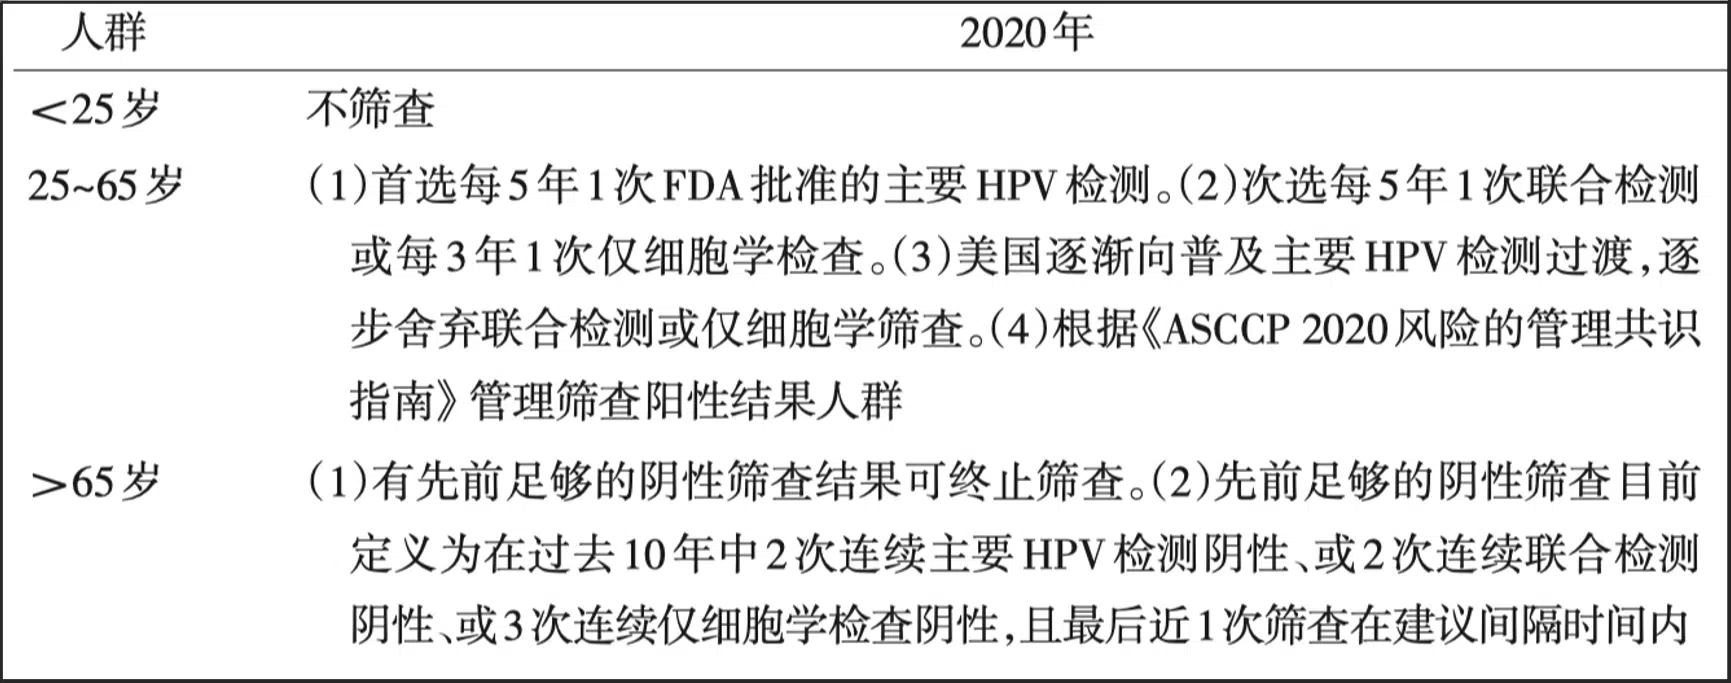 人群 2020年
<25岁 不筛查
25~65岁 (1)首选每5年1次FDA批准的主要HPV检测。(2)次选每5年1次联合检测
或每3年1次仅细胞学检查。(3)美国逐渐向普及主要HPV检测过渡,逐
步舍弃联合检测或仅细胞学筛查。(4)根据《ASCCP 2020风险的管理共识
指南》管理筛查阳性结果人群
>65岁 (1)有先前足够的阴性筛查结果可终止筛查。(2)先前足够的阴性筛查目前
定义为在过去10年中2次连续主要HPV检测阴性、或2次连续联合检测
阴性、或3次连续仅细胞学检查阴性,且最后近1次筛查在建议间隔时间内